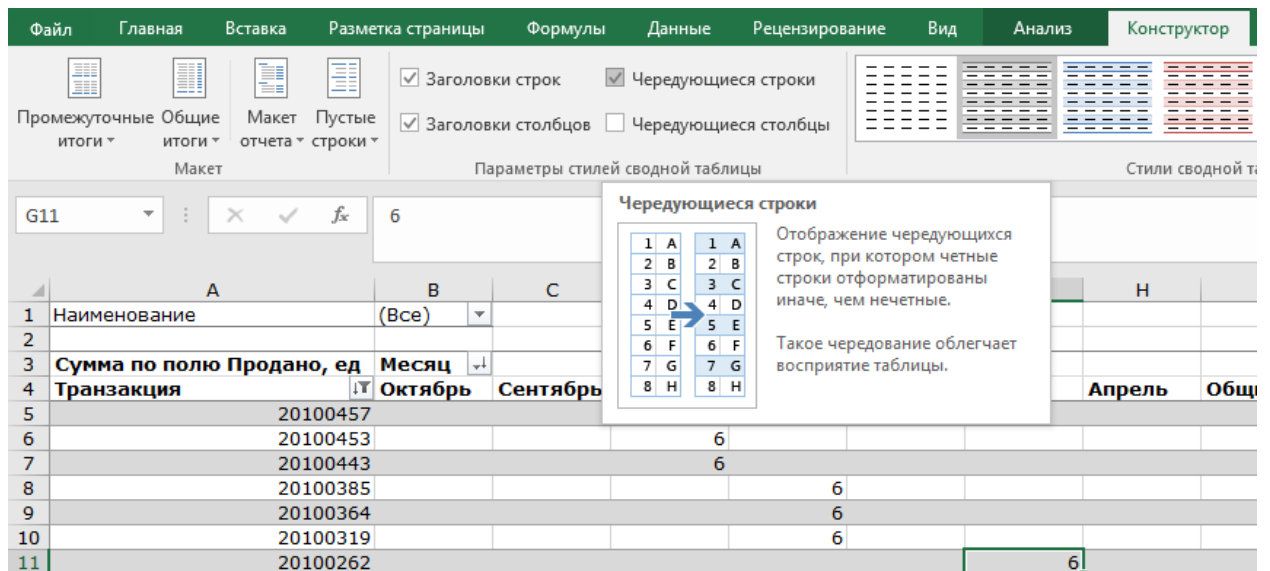 Файл Главная Вставка Разметка страницы Формулы Данные Рецензирование Вид Анализ Конструктор
Промежуточные итоги Общие итоги Макет отчета Пустые строки
Макет
Заголовки строк Чередующиеся строки
Заголовки столбцов Чередующиеся столбцы
Параметры стилей сводной таблицы
Стили сводной
G11 fx 6
Чередующиеся строки
1 A 1 A
2 B 2 B
3 C 3 C
4 D 4 D
5 E 5 E
6 F 6 F
7 G 7 G
8 H 8 H
Отображение чередующихся
строк, при котором четные
строки отформатированы
иначе, чем нечетные.
Такое чередование облегчает
восприятие таблицы.
A B C H
1 Наименование (Все)
2
3 Сумма по полю Продано, ед Месяц
4 Транзакция Октябрь Сентябрь Апрель Общ
5 20100457
6 20100453 6
7 20100443 6
8 20100385 6
9 20100364 6
10 20100319 6
11 20100262 6